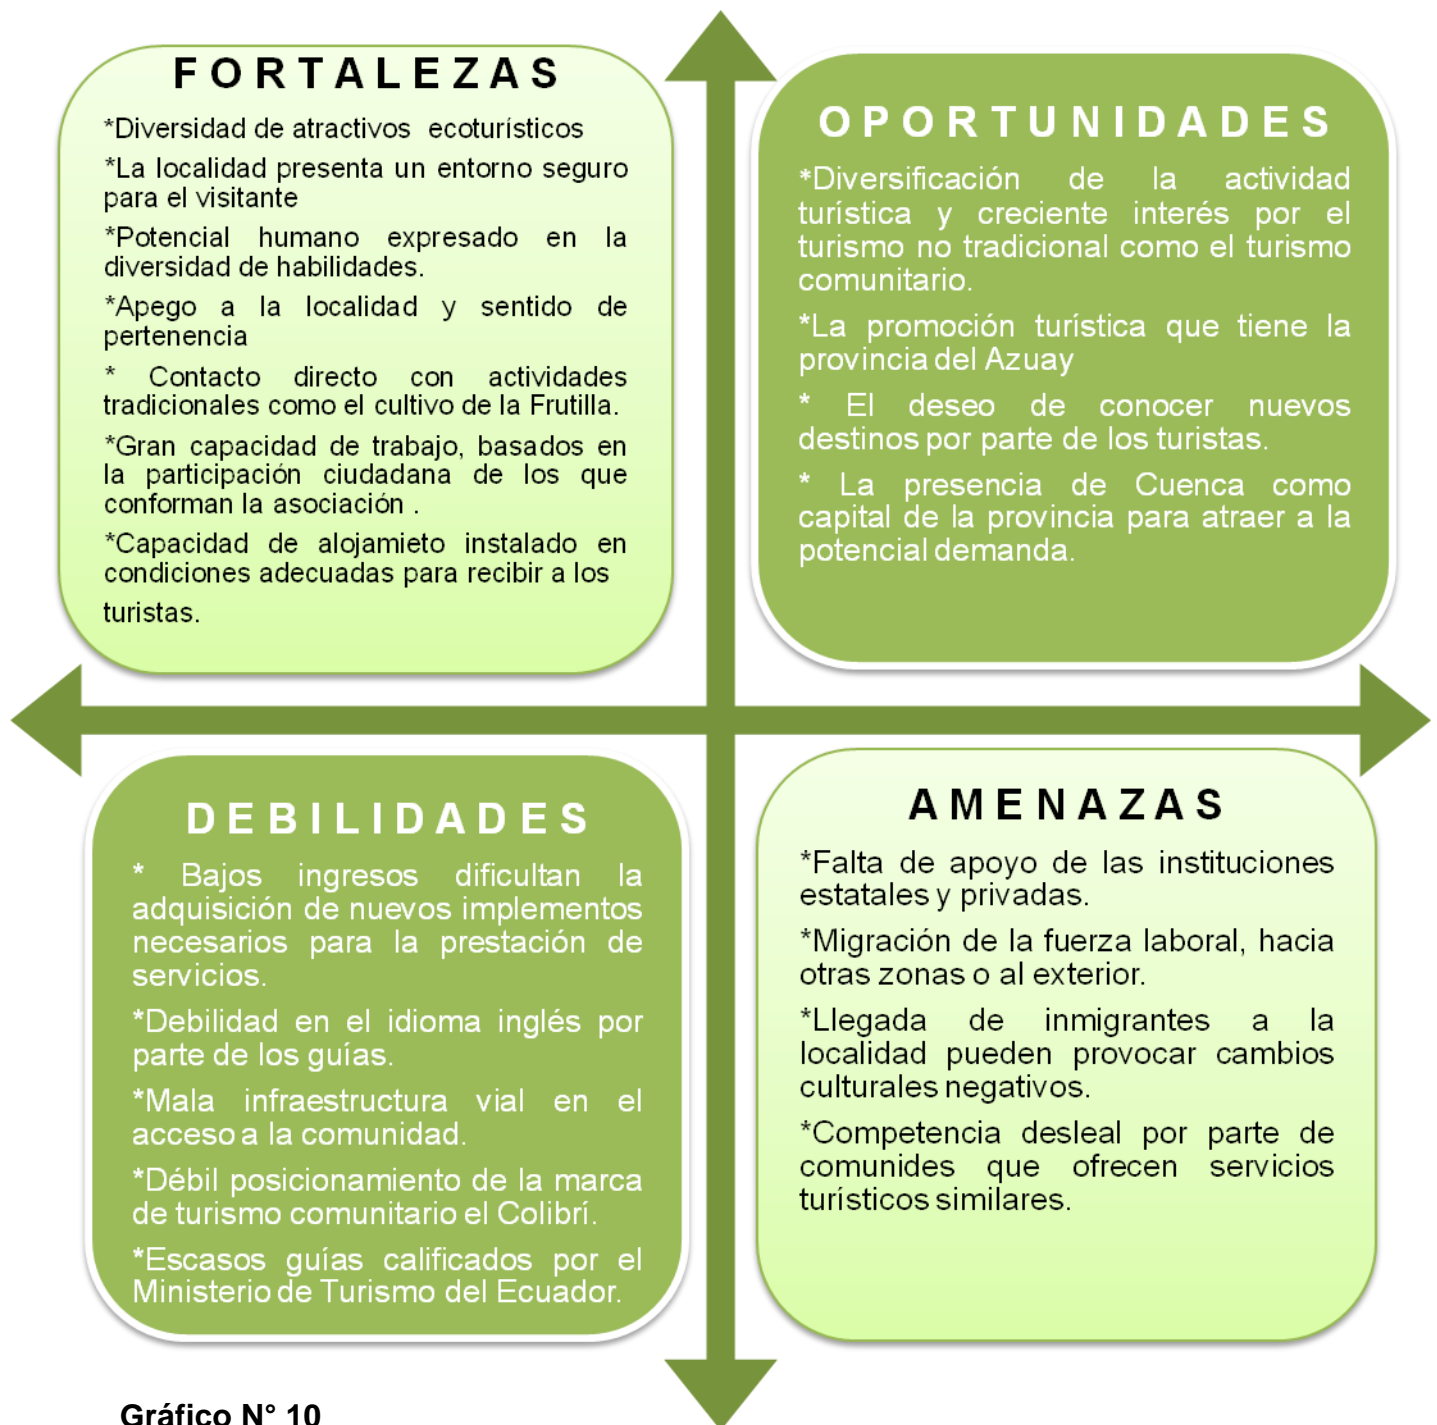 FORTALEZAS
*Diversidad de atractivos ecoturísticos
*La localidad presenta un entorno seguro
para el visitante
*Potencial humano expresado en la
diversidad de habilidades.
*Apego a la localidad y sentido de
pertenencia
* Contacto directo con actividades
tradicionales como el cultivo de la Frutilla.
*Gran capacidad de trabajo, basados en
la participación ciudadana de los que
conforman la asociación .
*Capacidad de alojamieto instalado en
condiciones adecuadas para recibir a los
turistas.
OPORTUNIDADES
*Diversificación de la actividad
turística y creciente interés por el
turismo no tradicional como el turismo
comunitario.
*La promoción turística que tiene la
provincia del Azuay
* El deseo de conocer nuevos
destinos por parte de los turistas.
* La presencia de Cuenca como
capital de la provincia para atraer a la
potencial demanda.
DEBILIDADES
* Bajos ingresos dificultan la
adquisición de nuevos implementos
necesarios para la prestación de
servicios.
*Debilidad en el idioma inglés por
parte de los guías.
*Mala infraestructura vial en el
acceso a la comunidad.
*Débil posicionamiento de la marca
de turismo comunitario el Colibrí.
*Escasos guías calificados por el
Ministerio de Turismo del Ecuador.
AMENAZAS
*Falta de apoyo de las instituciones
estatales y privadas.
*Migración de la fuerza laboral, hacia
otras zonas o al exterior.
*Llegada de inmigrantes a la
localidad pueden provocar cambios
culturales negativos.
*Competencia desleal por parte de
comunides que ofrecen servicios
turísticos similares.
Gráfico N° 10